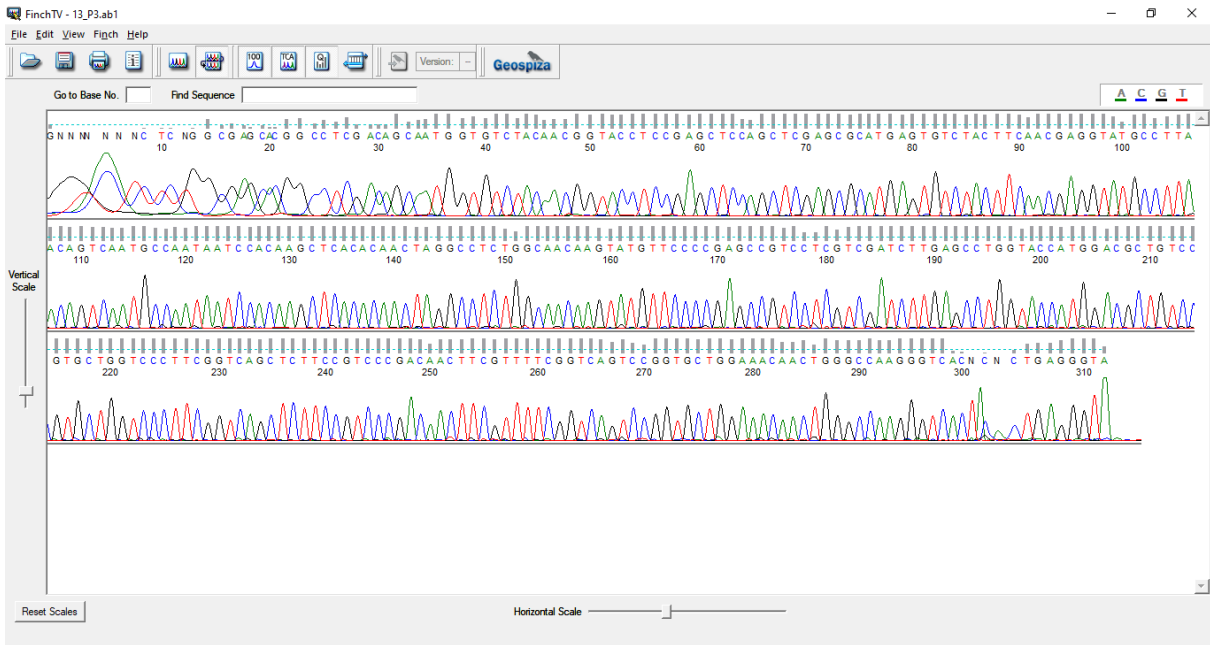 FinchTV - 13_P3.ab1
File Edit View Finch Help
100 TCA Version: -- Geospiza
Go to Base No. Find Sequence A C G T
GNNNN NNNC TCNGGCGAGCACGGCCTCGACAGCAATGGTGTCTACAACGGTACCTCCGAGCTCCAGCTCGAGCGCATGAGTGTCTACTTCAACGAGGTATGCCTTA
10 20 30 40 50 60 70 80 90 100
ACAGTCAATGCCAATAATCCACAAGCTCACACAACTAGGCCTCTGGCAACAAGTATGTTCCCCGAGCCGTCCTCGTCGATCTTGAGCCTGGTACCATGGACGCTGTCC
110 120 130 140 150 160 170 180 190 200 210
Vertical
Scale
GTGCTGGTCCCTTCGGTCAGCTCTTCCGTCCCGACAACTTCGTTTTCGGTCAGTCCGGTGCTGGAAACAACTGGGCCAAGGGTCACNCNCTGAGGGTA
220 230 240 250 260 270 280 290 300 310
Reset Scales Horizontal Scale